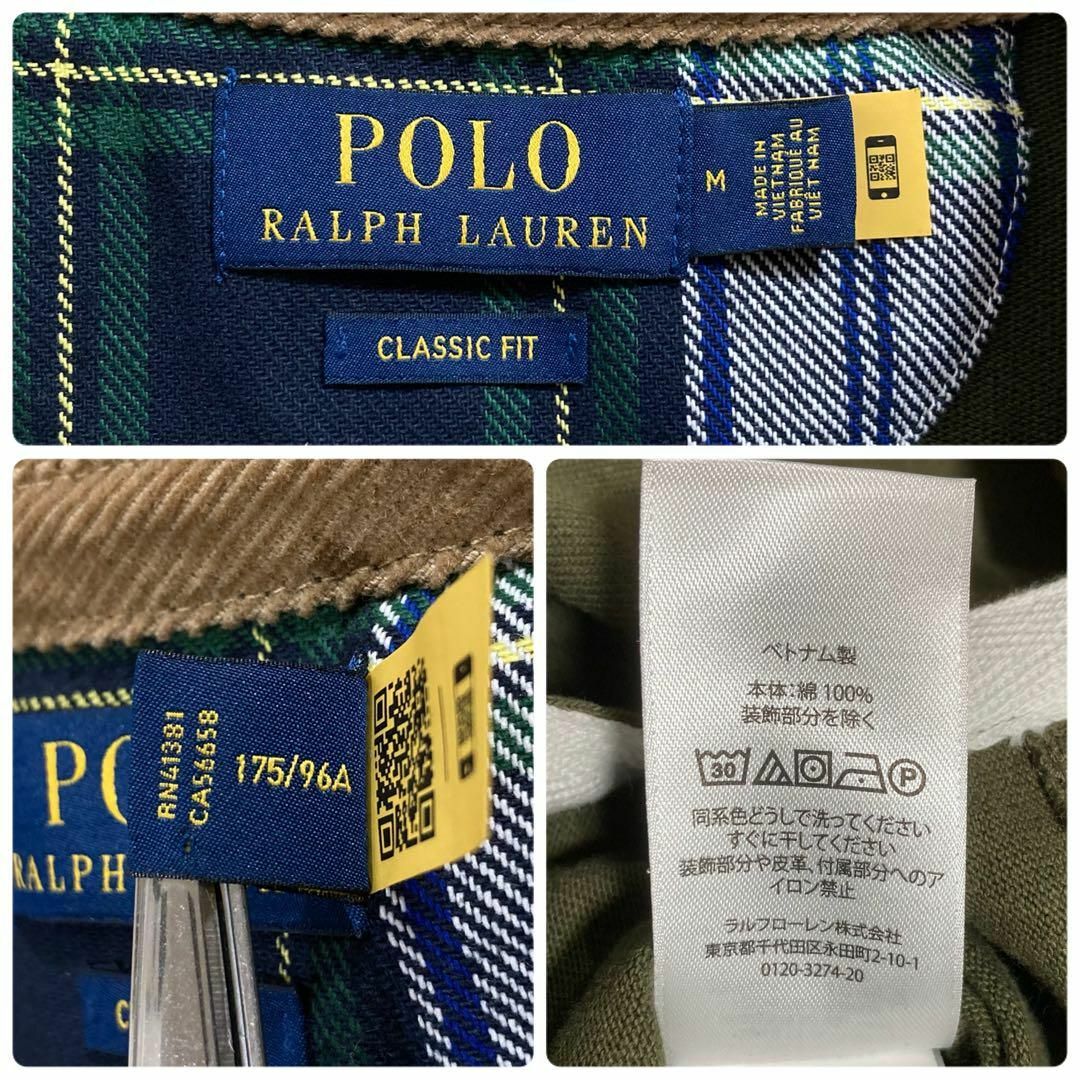 POLO
RALPH LAUREN
M
MADE IN
VIETNAM
FABRIQUÉ AU
VIÊT NAM
CLASSIC FIT
RN41381
CA56658
175/96A
RALPH
ベトナム製
本体:綿 100%
装飾部分を除く
30
P
同系色どうしで洗ってください
すぐに干してください
装飾部分や皮革、付属部分へのア
イロン禁止
ラルフローレン株式会社
東京都千代田区永田町2-10-1
0120-3274-20